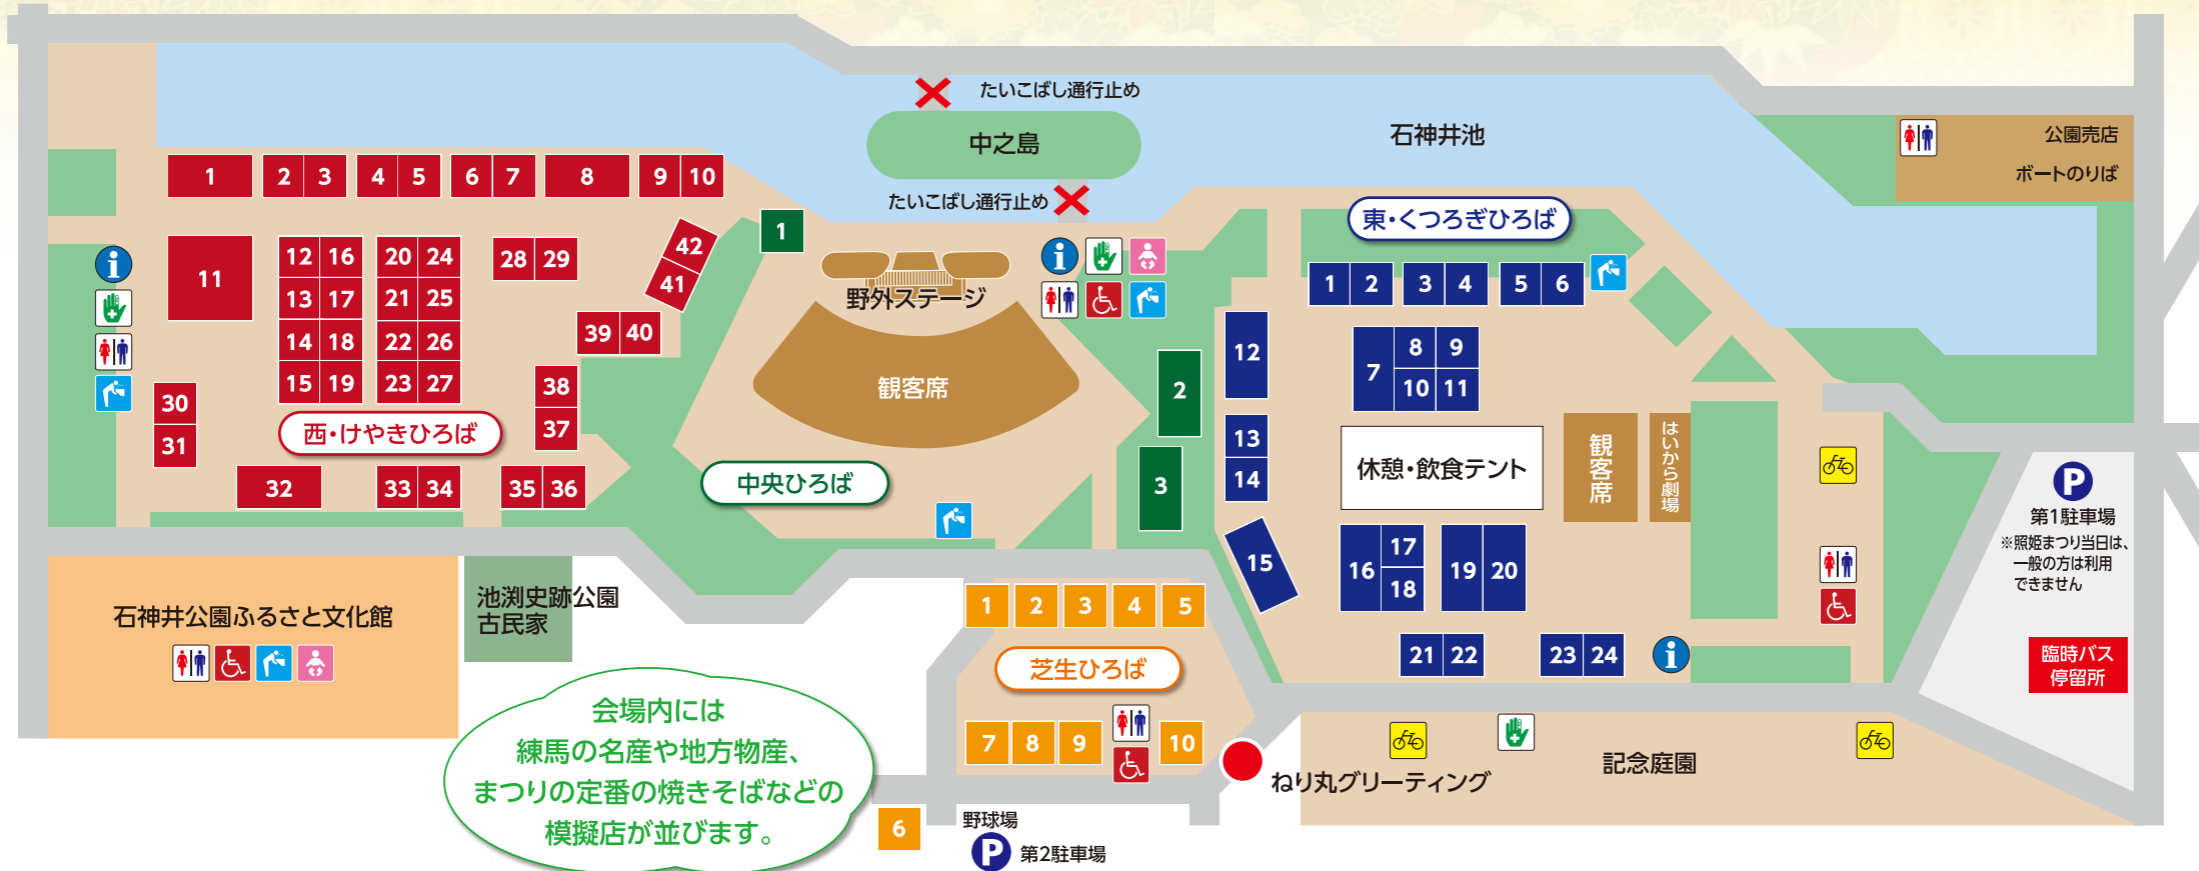 たいこばし通行止め
中之島
石神井池
たいこばし通行止め
公園売店
ボートのりば
1
2 3
4 5
6 7
8
9 10
11
12 16
13 17
14 18
15 19
20 24
21 25
22 26
23 27
28 29
42
41
39 40
38
37
30
31
西・けやきひろば
32
33 34
35 36
1
野外ステージ
観客席
中央ひろば
2
3
東・くつろぎひろば
1 2
3 4
5 6
7
8 9
10 11
12
13
14
15
休憩・飲食テント
観客席
はいから劇場
16
17
18
19 20
21 22
23 24
P
第1駐車場
※照姫まつり当日は、
一般の方は利用
できません
臨時バス
停留所
石神井公園ふるさと文化館
池渕史跡公園
古民家
会場内には
練馬の名産や地方物産、
まつりの定番の焼きそばなどの
模擬店が並びます。
1 2 3 4 5
芝生ひろば
7 8 9 10
6
野球場
P 第2駐車場
ねり丸グリーティング
記念庭園